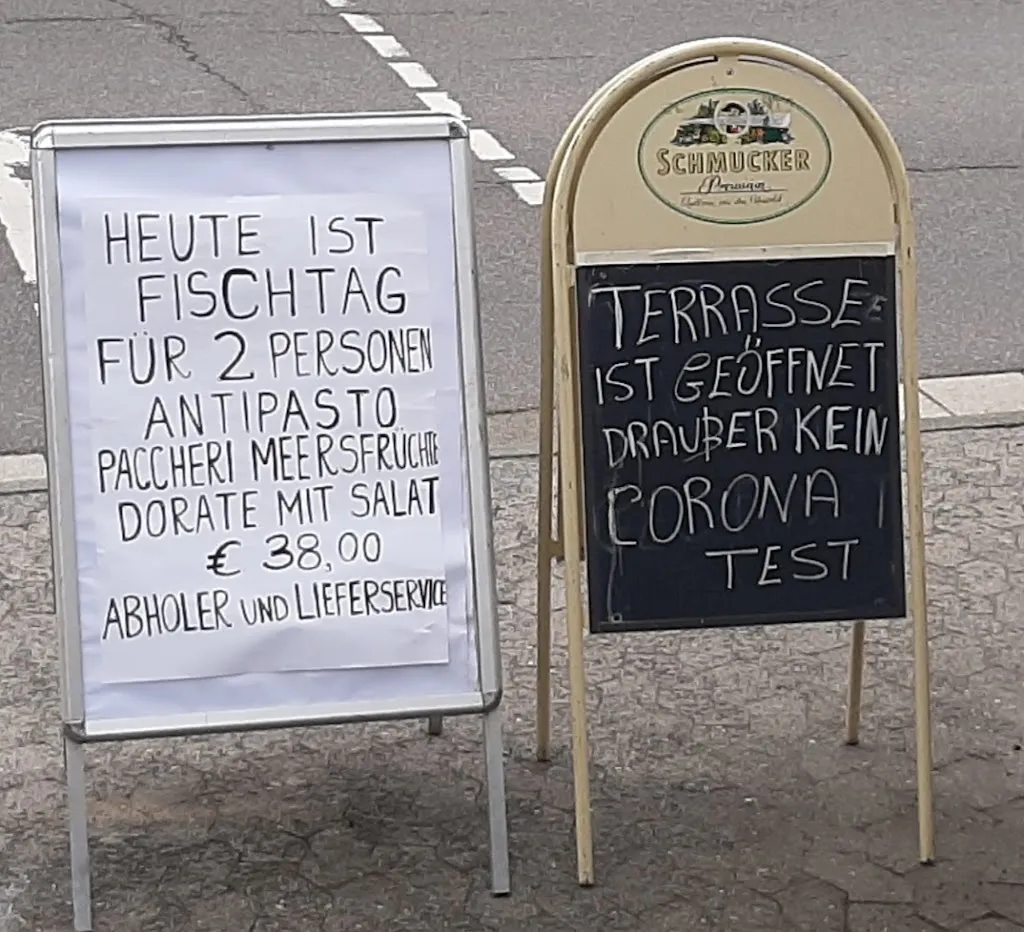 HEUTE IST
FISCHTAG
FÜR 2 PERSONEN
ANTIPASTO
PACCHERI MEERSFRÜCHTE
DORATE MIT SALAT
€ 38,00
ABHOLER UND LIEFERSERVICE
SCHMUCKER
TERRASSE
IST GEÖFFNET
DRAUßER KEIN
CORONA
TEST